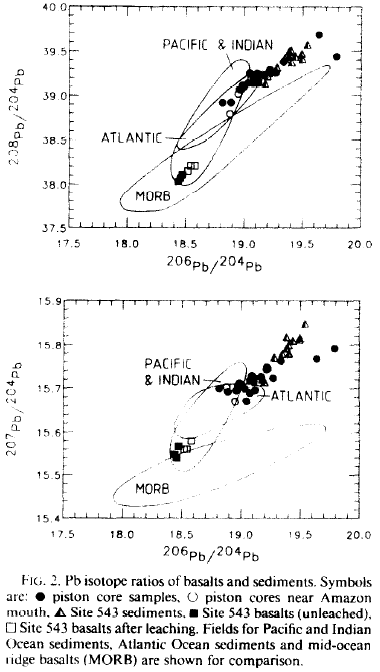 40.0
39.5
39.0
38.5
38.0
37.5
208Pb/204Pb
PACIFIC & INDIAN
ATLANTIC
MORB
17.5 18.0 18.5 19.0 19.5 20.0
206Pb/204Pb
15.9
15.8
15.7
15.6
15.5
15.4
207Pb/204Pb
PACIFIC
& INDIAN
ATLANTIC
MORB
17.5 18.0 18.5 19.0 19.5 20.0
206Pb/204Pb
FIG. 2. Pb isotope ratios of basalts and sediments. Symbols
are: ● piston core samples, ○ piston cores near Amazon
mouth, ▲ Site 543 sediments, ■ Site 543 basalts (unleached),
□ Site 543 basalts after leaching. Fields for Pacific and Indian
Ocean sediments, Atlantic Ocean sediments and mid-ocean
ridge basalts (MORB) are shown for comparison.